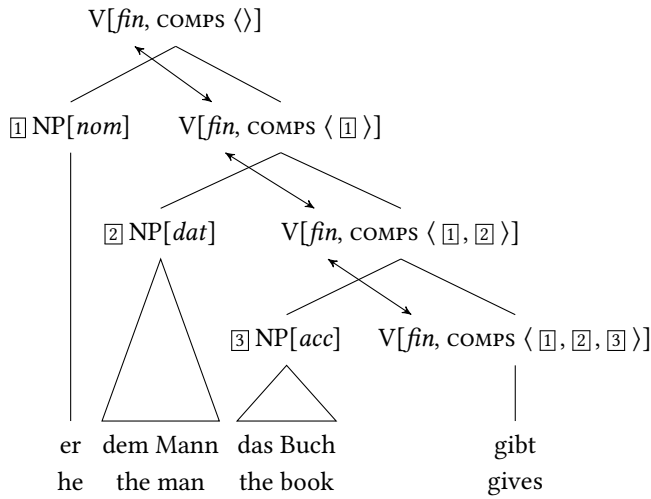 V[fin, COMPS ⟨⟩]
1 NP[nom] V[fin, COMPS ⟨ 1 ⟩]
2 NP[dat] V[fin, COMPS ⟨ 1 , 2 ⟩]
3 NP[acc] V[fin, COMPS ⟨ 1 , 2 , 3 ⟩]
er dem Mann das Buch gibt
he the man the book gives